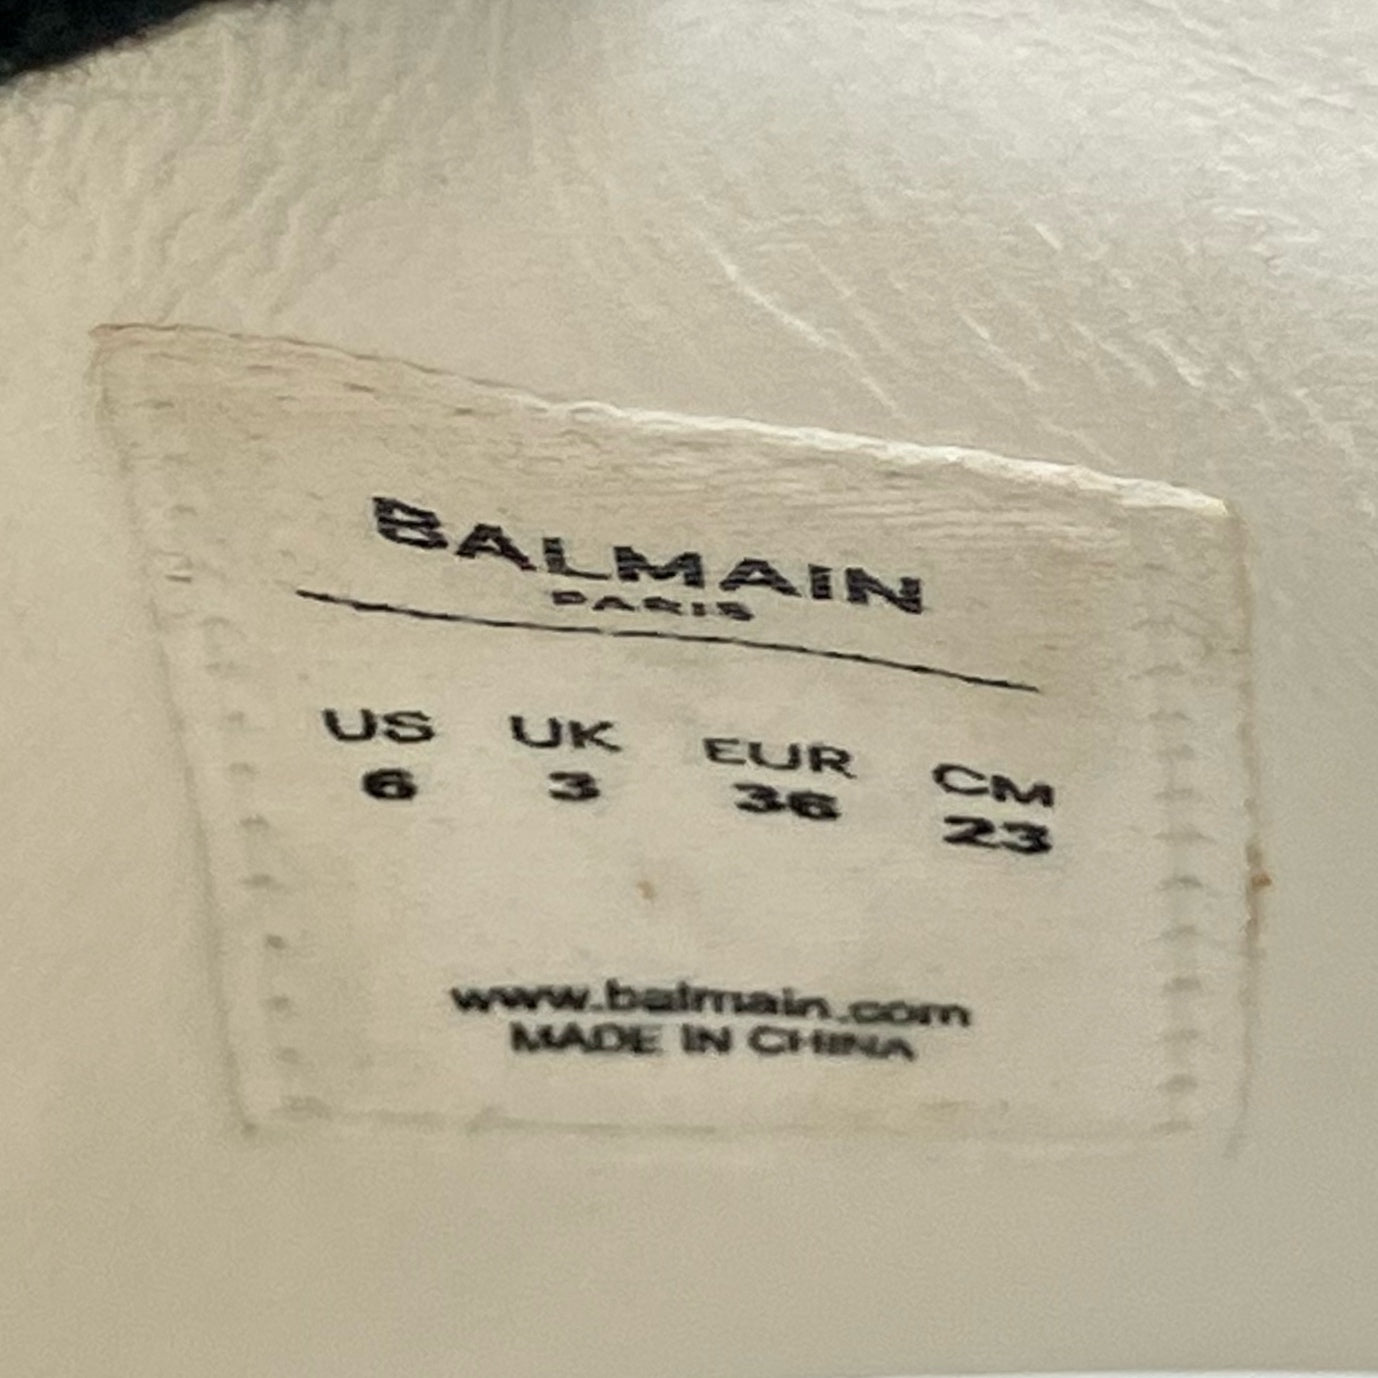 BALMAIN
PARIS
US UK EUR CM
6 3 36 23
www.balmain.com
MADE IN CHINA